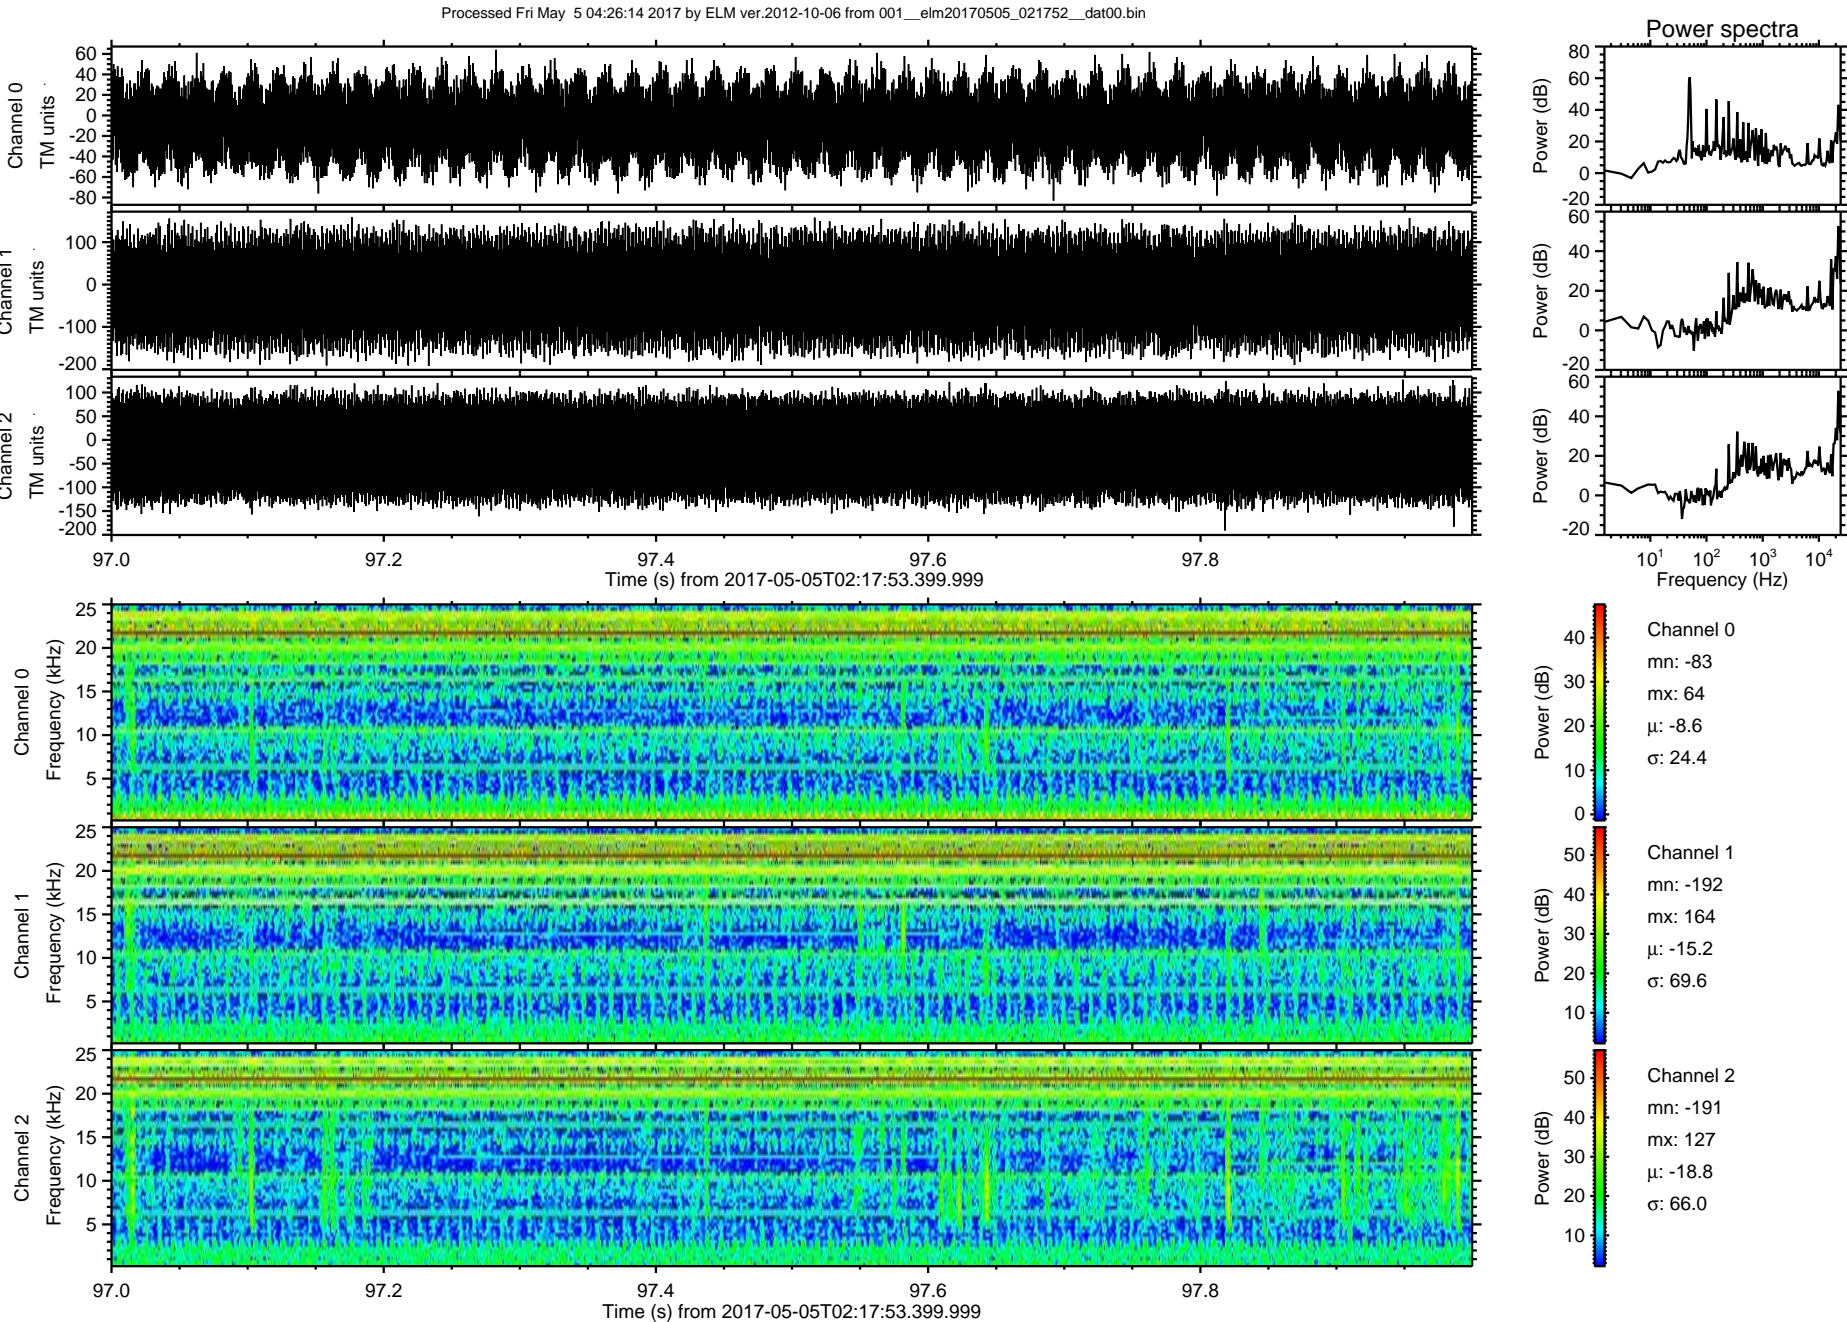 Processed Fri May  5 04:26:14 2017 by ELM ver.2012-10-06 from 001__elm20170505_021752__dat00.bin
Power spectra
Channel 0
TM units
60
40
20
0
-20
-40
-60
-80
Power (dB)
80
60
40
20
0
-20
Channel 1
TM units
100
0
-100
-200
Power (dB)
60
40
20
0
-20
Channel 2
TM units
100
50
0
-50
-100
-150
-200
Power (dB)
60
40
20
0
-20
97.0 97.2 97.4 97.6 97.8
Time (s) from 2017-05-05T02:17:53.399.999
10¹ 10² 10³ 10⁴
Frequency (Hz)
Channel 0
Frequency (kHz)
25
20
15
10
5
Power (dB)
40
30
20
10
0
Channel 0
mn: -83
mx: 64
μ: -8.6
σ: 24.4
Channel 1
Frequency (kHz)
25
20
15
10
5
Power (dB)
50
40
30
20
10
Channel 1
mn: -192
mx: 164
μ: -15.2
σ: 69.6
Channel 2
Frequency (kHz)
25
20
15
10
5
Power (dB)
50
40
30
20
10
Channel 2
mn: -191
mx: 127
μ: -18.8
σ: 66.0
97.0 97.2 97.4 97.6 97.8
Time (s) from 2017-05-05T02:17:53.399.999